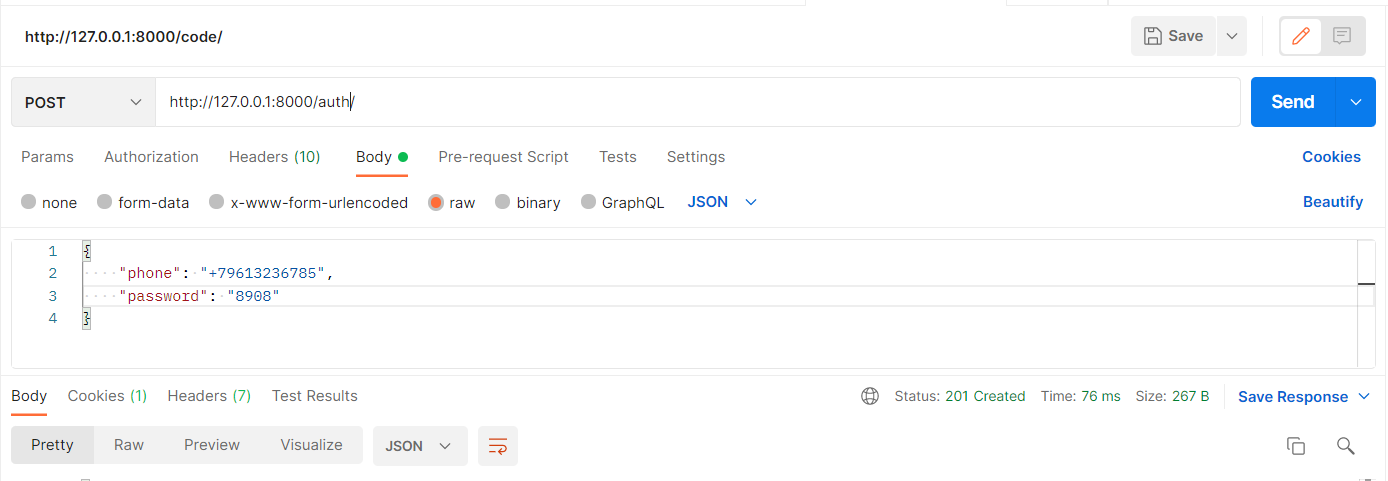 http://127.0.0.1:8000/code/
Save
POST
http://127.0.0.1:8000/auth/
Send
Params Authorization Headers (10) Body Pre-request Script Tests Settings Cookies
none form-data x-www-form-urlencoded raw binary GraphQL JSON Beautify
1 {
2 "phone": "+79613236785",
3 "password": "8908"
4 }
Body Cookies (1) Headers (7) Test Results Status: 201 Created Time: 76 ms Size: 267 B Save Response
Pretty Raw Preview Visualize JSON